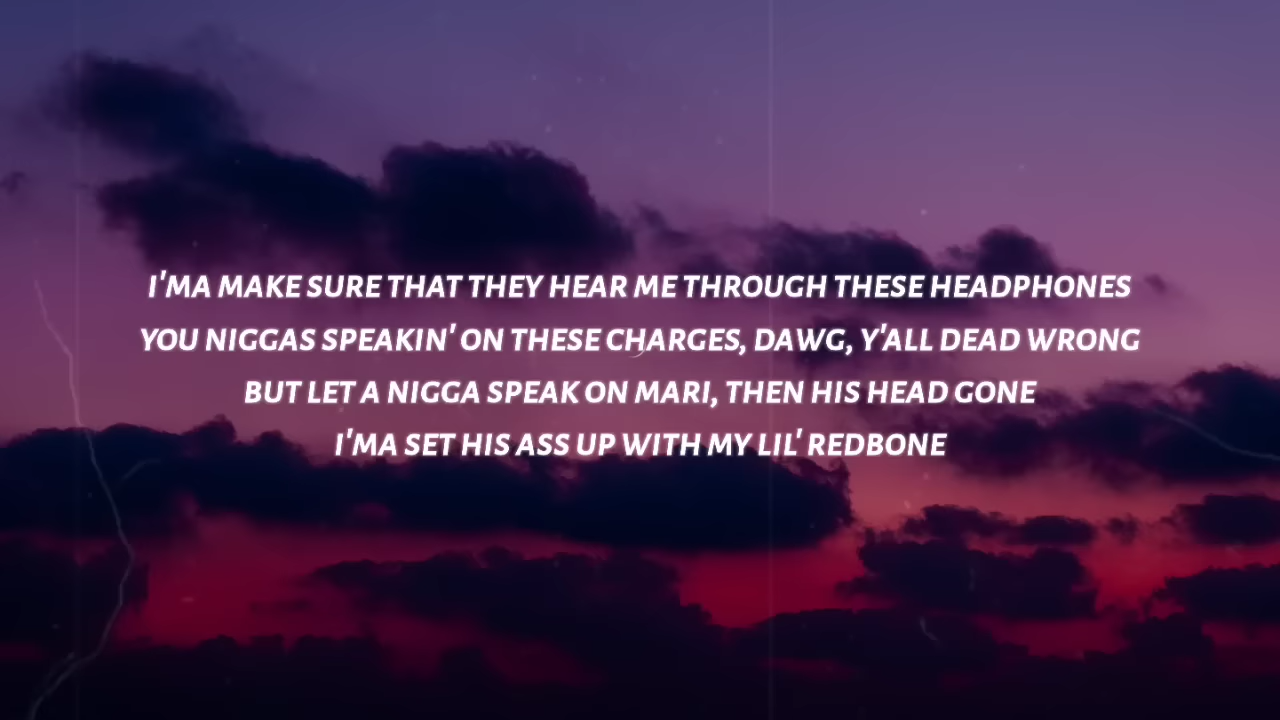 I'MA MAKE SURE THAT THEY HEAR ME THROUGH THESE HEADPHONES
YOU NIGGAS SPEAKIN' ON THESE CHARGES, DAWG, Y'ALL DEAD WRONG
BUT LET A NIGGA SPEAK ON MARI, THEN HIS HEAD GONE
I'MA SET HIS ASS UP WITH MY LIL' REDBONE